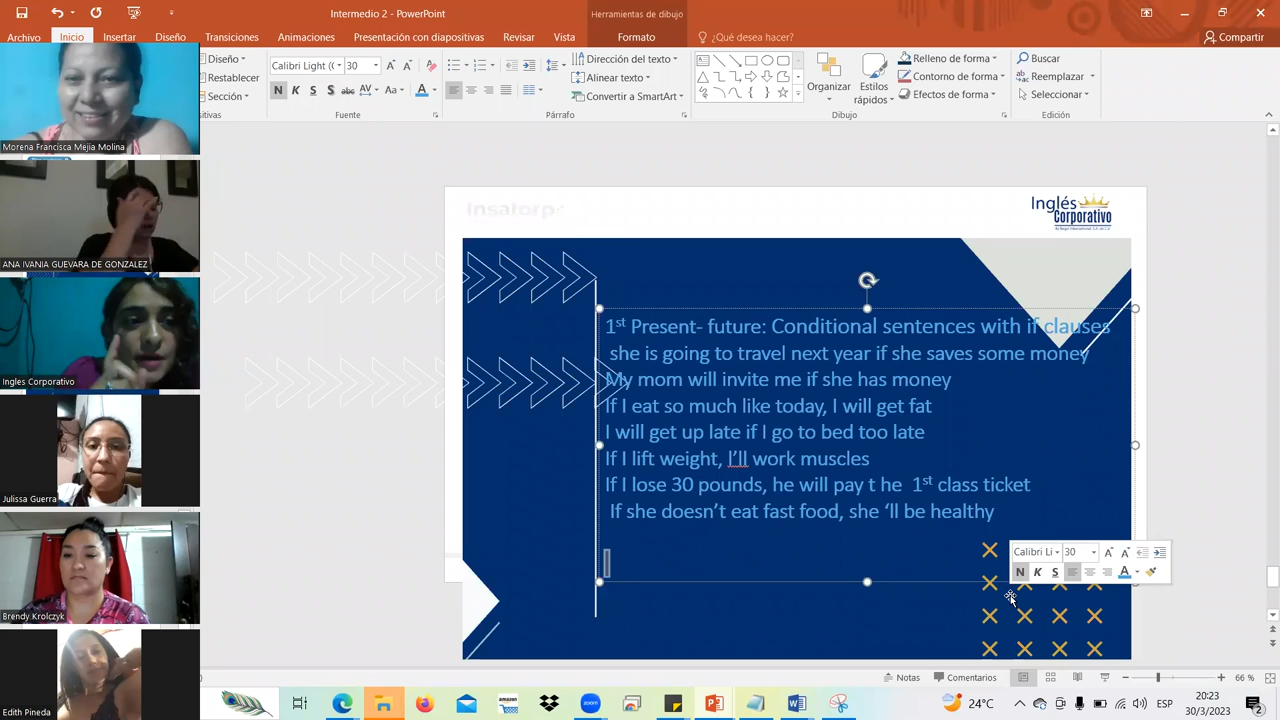 Intermedio 2 - PowerPoint
Herramientas de dibujo
Archivo Inicio Insertar Diseño Transiciones Animaciones Presentación con diapositivas Revisar Vista Formato ¿Qué desea hacer? Compartir
Diseño
Restablecer
Sección
Calibri Light ( 30
N K S S abc AV Aa A
Fuente
Dirección del texto
Alinear texto
Convertir a SmartArt
Párrafo
Organizar
Estilos rápidos
Relleno de forma
Contorno de forma
Efectos de forma
Dibujo
Buscar
Reemplazar
Seleccionar
Edición
Morena Francisca Mejía Molina
ANA IVANIA GUEVARA DE GONZALEZ
Ingles Corporativo
Julissa Guerra
Brendy Krolczyk
Edith Pineda
Inglés
Corporativo
1st Present- future: Conditional sentences with if clauses
she is going to travel next year if she saves some money
My mom will invite me if she has money
If I eat so much like today, I will get fat
I will get up late if I go to bed too late
If I lift weight, I’ll work muscles
If I lose 30 pounds, he will pay t he 1st class ticket
If she doesn’t eat fast food, she ‘ll be healthy
Calibri Li 30
N K S A
Notas Comentarios 66 %
amazon
zoom
24°C ESP
20:23
30/3/2023
2